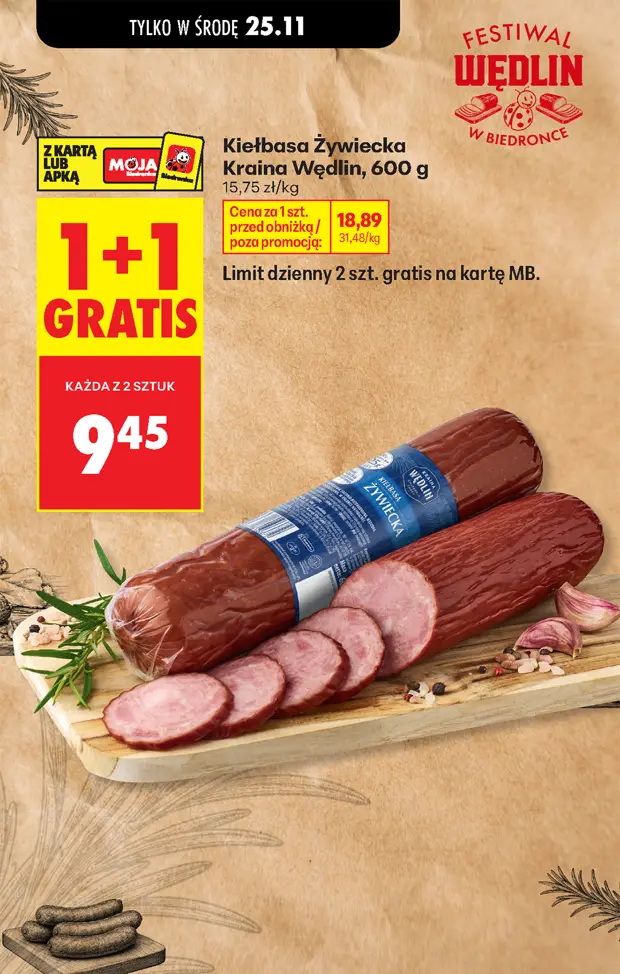 TYLKO W ŚRODĘ 25.11
FESTIWAL
WĘDLIN
W BIEDRONCE
Z KARTĄ
LUB
APKĄ
MOJA
Biedronka
Biedronka
Kiełbasa Żywiecka
Kraina Wędlin, 600 g
15,75 zł/kg
Cena za 1 szt.
przed obniżką /
poza promocją:
18,89
31,48/kg
Limit dzienny 2 szt. gratis na kartę MB.
1+1
GRATIS
KAŻDA Z 2 SZTUK
9 45
KRAINA
WĘDLIN
KIEŁBASA
ŻYWIECKA